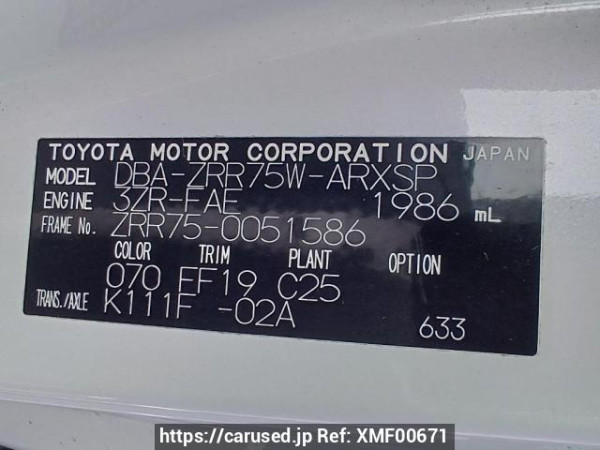 TOYOTA MOTOR CORPORATION JAPAN
MODEL DBA-ZRR75W-ARXSP
ENGINE 3ZR-FAE 1986 mL
FRAME No. ZRR75-0051586
COLOR TRIM PLANT OPTION
070 FF19 C25
TRANS./AXLE K111F -02A 633
https://carused.jp Ref: XMF00671